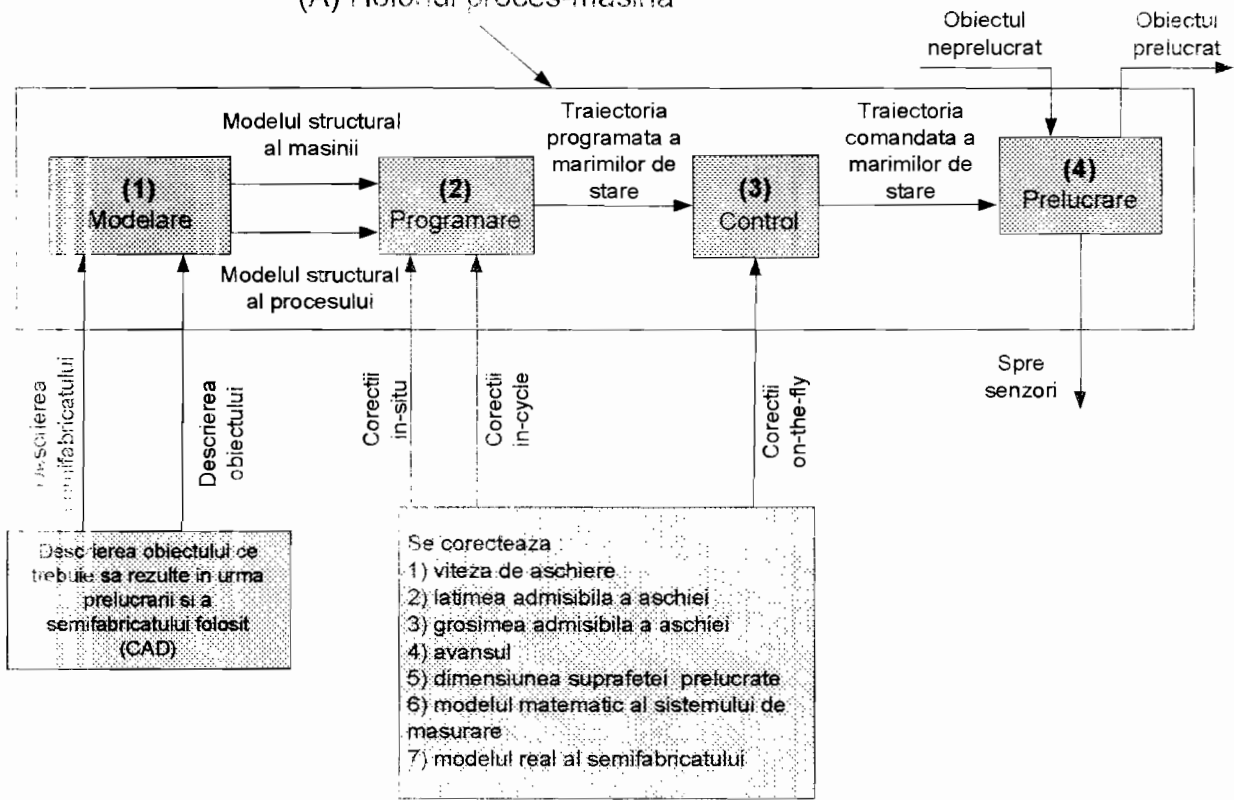 (A) Holonul proces-masina
Obiectul
neprelucrat
Obiectul
prelucrat
Modelul structural
al masinii
Traiectoria
programata a
marimilor de
stare
Traiectoria
comandata a
marimilor de
stare
(1)
Modelare
(2)
Programare
(3)
Control
(4)
Prelucrare
Modelul structural
al procesului
Descrierea
semifabricatului
Descrierea
obiectului
Corectii
in-situ
Corectii
in-cycle
Corectii
on-the-fly
Spre
senzori
Descrierea obiectului ce
trebuie sa rezulte in urma
prelucrarii si a
semifabricatului folosit
(CAD)
Se corecteaza :
1) viteza de aschiere
2) latimea admisibila a aschiei
3) grosimea admisibila a aschiei
4) avansul
5) dimensiunea suprafetei prelucrate
6) modelul matematic al sistemului de
masurare
7) modelul real al semifabricatului